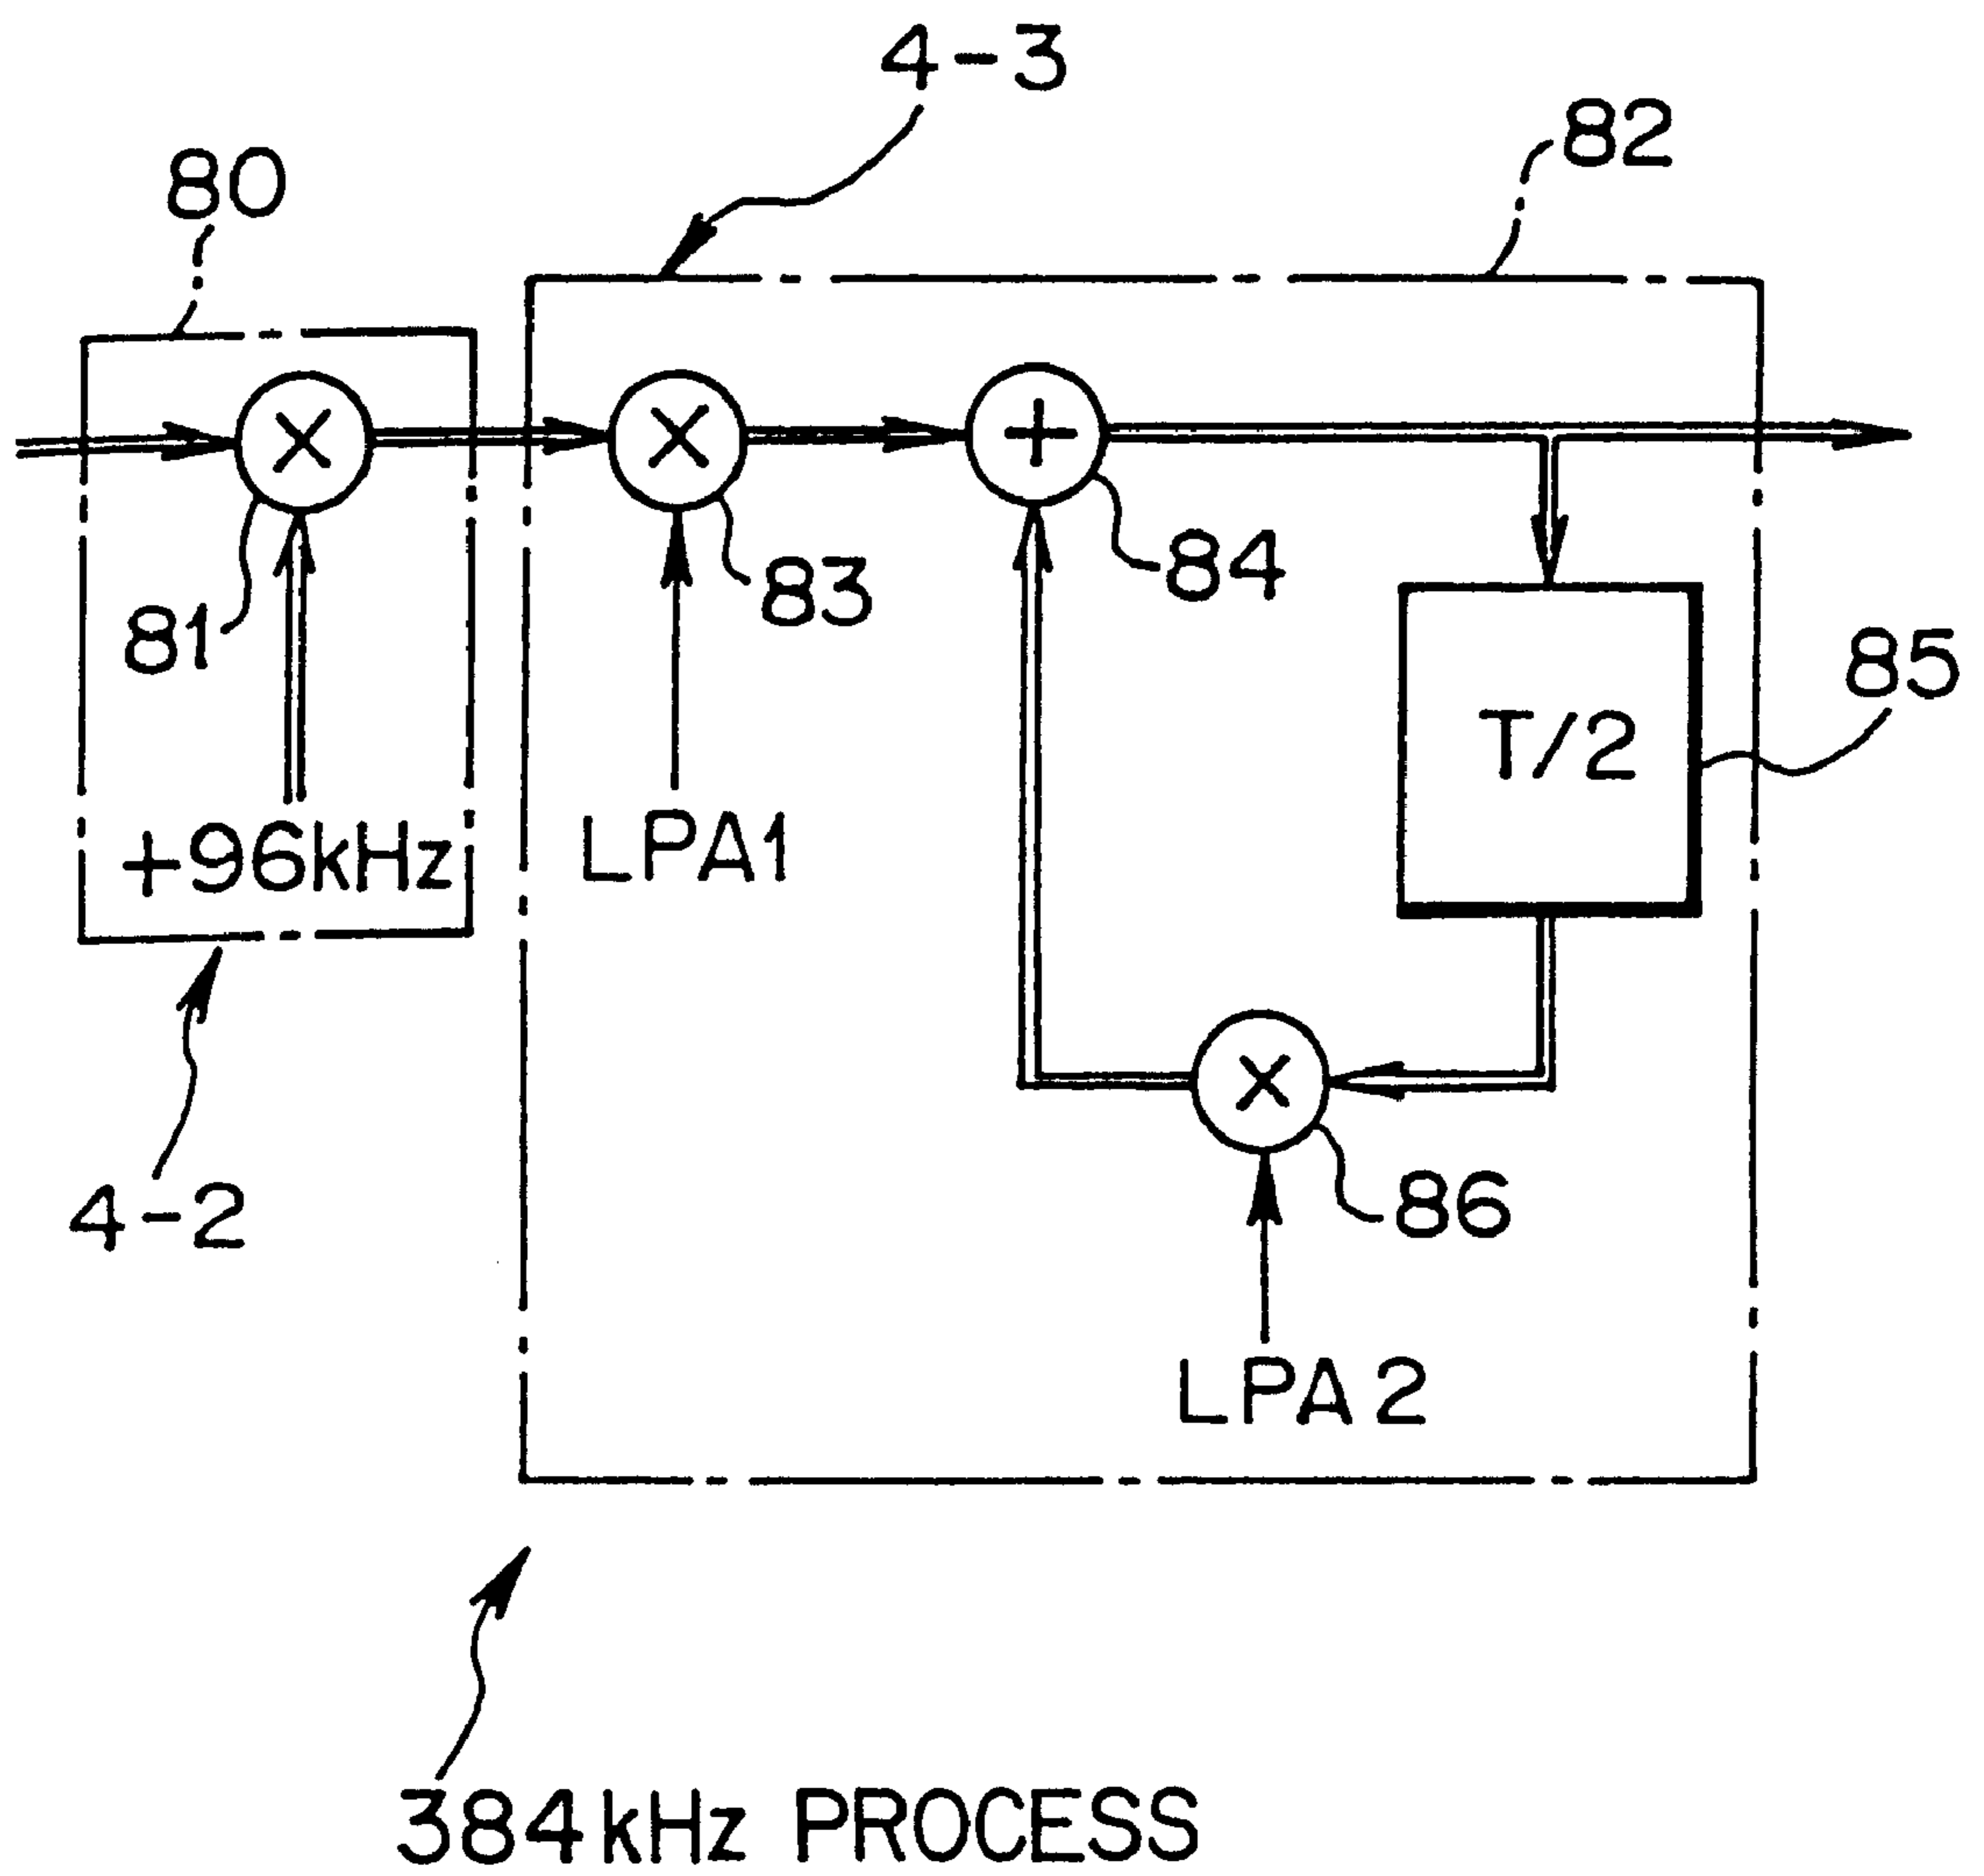 4-3
82
80
84
83
81
85
T/2
+96kHz
LPA1
4-2
86
LPA2
384kHz PROCESS